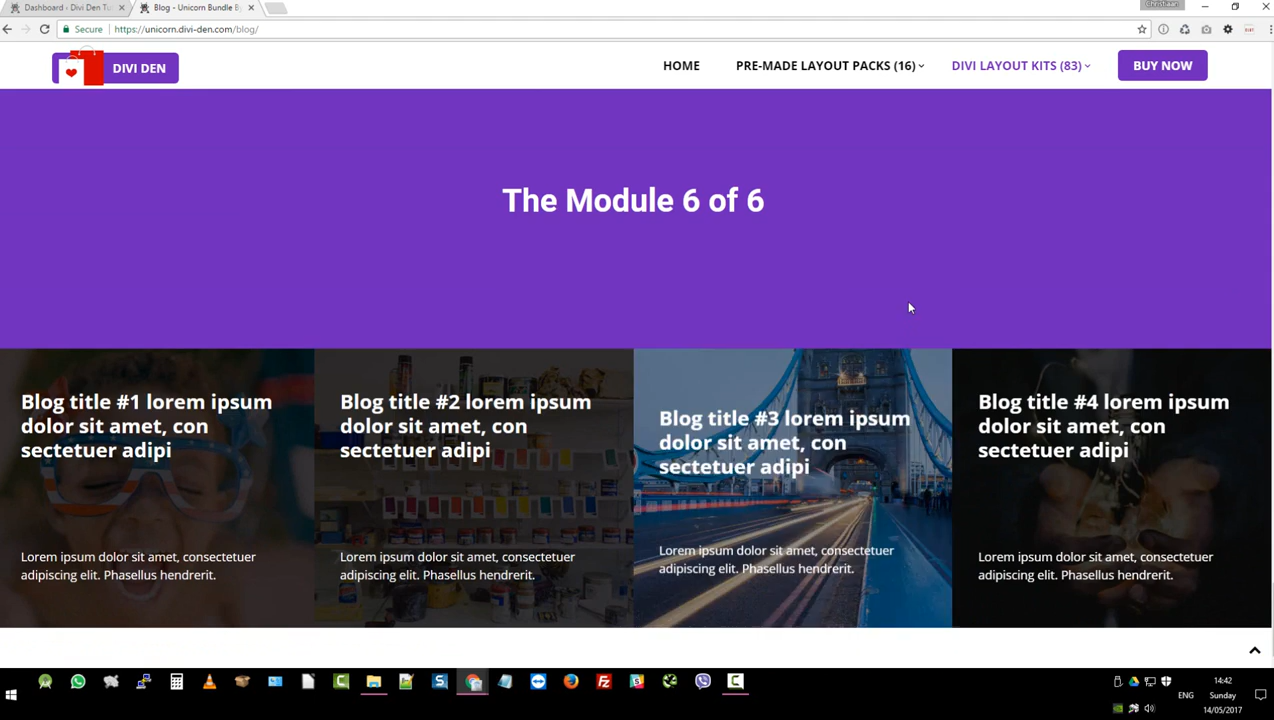 Christiaan
Dashboard ‹ Divi Den Tu
Blog - Unicorn Bundle B
Secure
https://unicorn.divi-den.com/blog/
DIVI DEN
HOME
PRE-MADE LAYOUT PACKS (16)
DIVI LAYOUT KITS (83)
BUY NOW
The Module 6 of 6
Blog title #1 lorem ipsum
dolor sit amet, con
sectetuer adipi
Lorem ipsum dolor sit amet, consectetuer
adipiscing elit. Phasellus hendrerit.
Blog title #2 lorem ipsum
dolor sit amet, con
sectetuer adipi
Lorem ipsum dolor sit amet, consectetuer
adipiscing elit. Phasellus hendrerit.
Blog title #3 lorem ipsum
dolor sit amet, con
sectetuer adipi
Lorem ipsum dolor sit amet, consectetuer
adipiscing elit. Phasellus hendrerit.
Blog title #4 lorem ipsum
dolor sit amet, con
sectetuer adipi
Lorem ipsum dolor sit amet, consectetuer
adipiscing elit. Phasellus hendrerit.
ENG
14:42
Sunday
14/05/2017